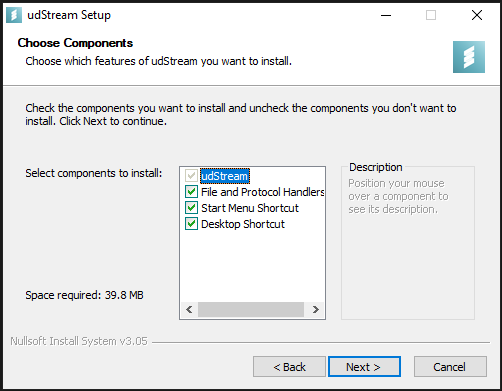 udStream Setup
Choose Components
Choose which features of udStream you want to install.
Check the components you want to install and uncheck the components you don't want to
install. Click Next to continue.
Select components to install:
udStream
File and Protocol Handlers
Start Menu Shortcut
Desktop Shortcut
Description
Position your mouse
over a component to
see its description.
Space required: 39.8 MB
Nullsoft Install System v3.05
< Back
Next >
Cancel